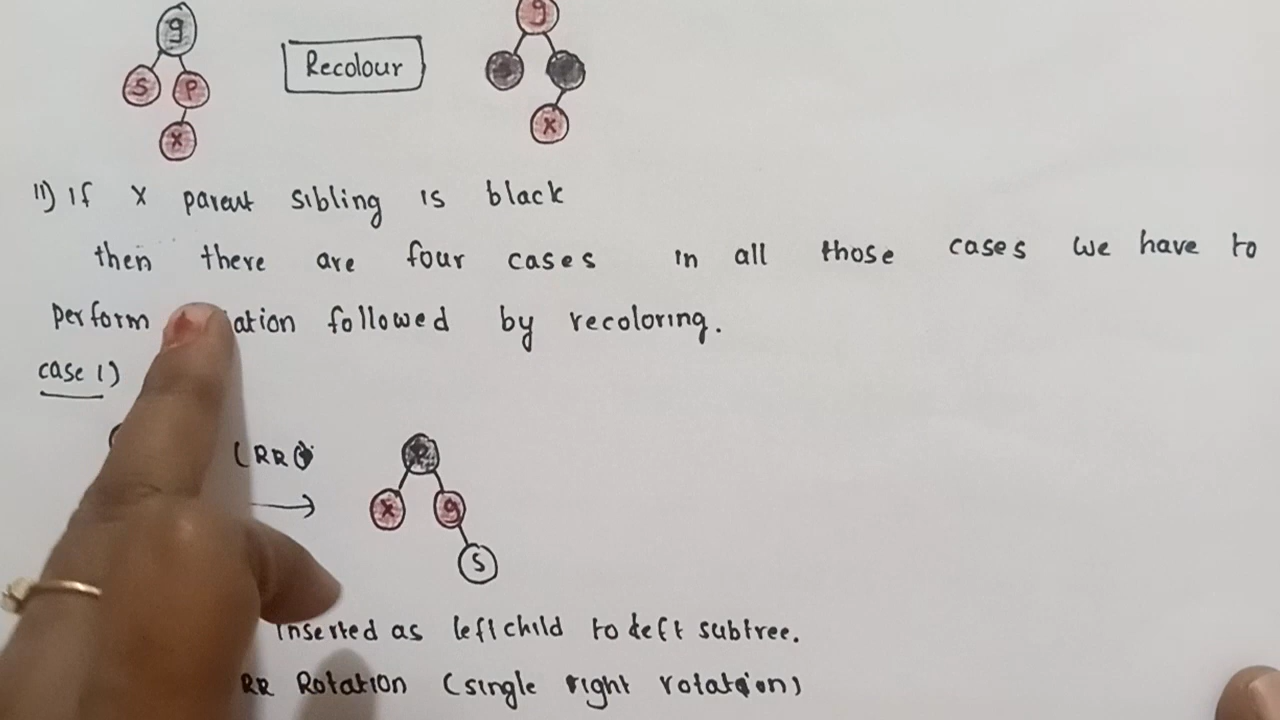 g
g
S P
Recolour
X
X
11) If X parent sibling is black
then there are four cases in all those cases we have to
perform ation followed by recoloring.
case 1)
(RR
X g
S
Inserted as left child to left subtree.
RR Rotation (single right rotation)